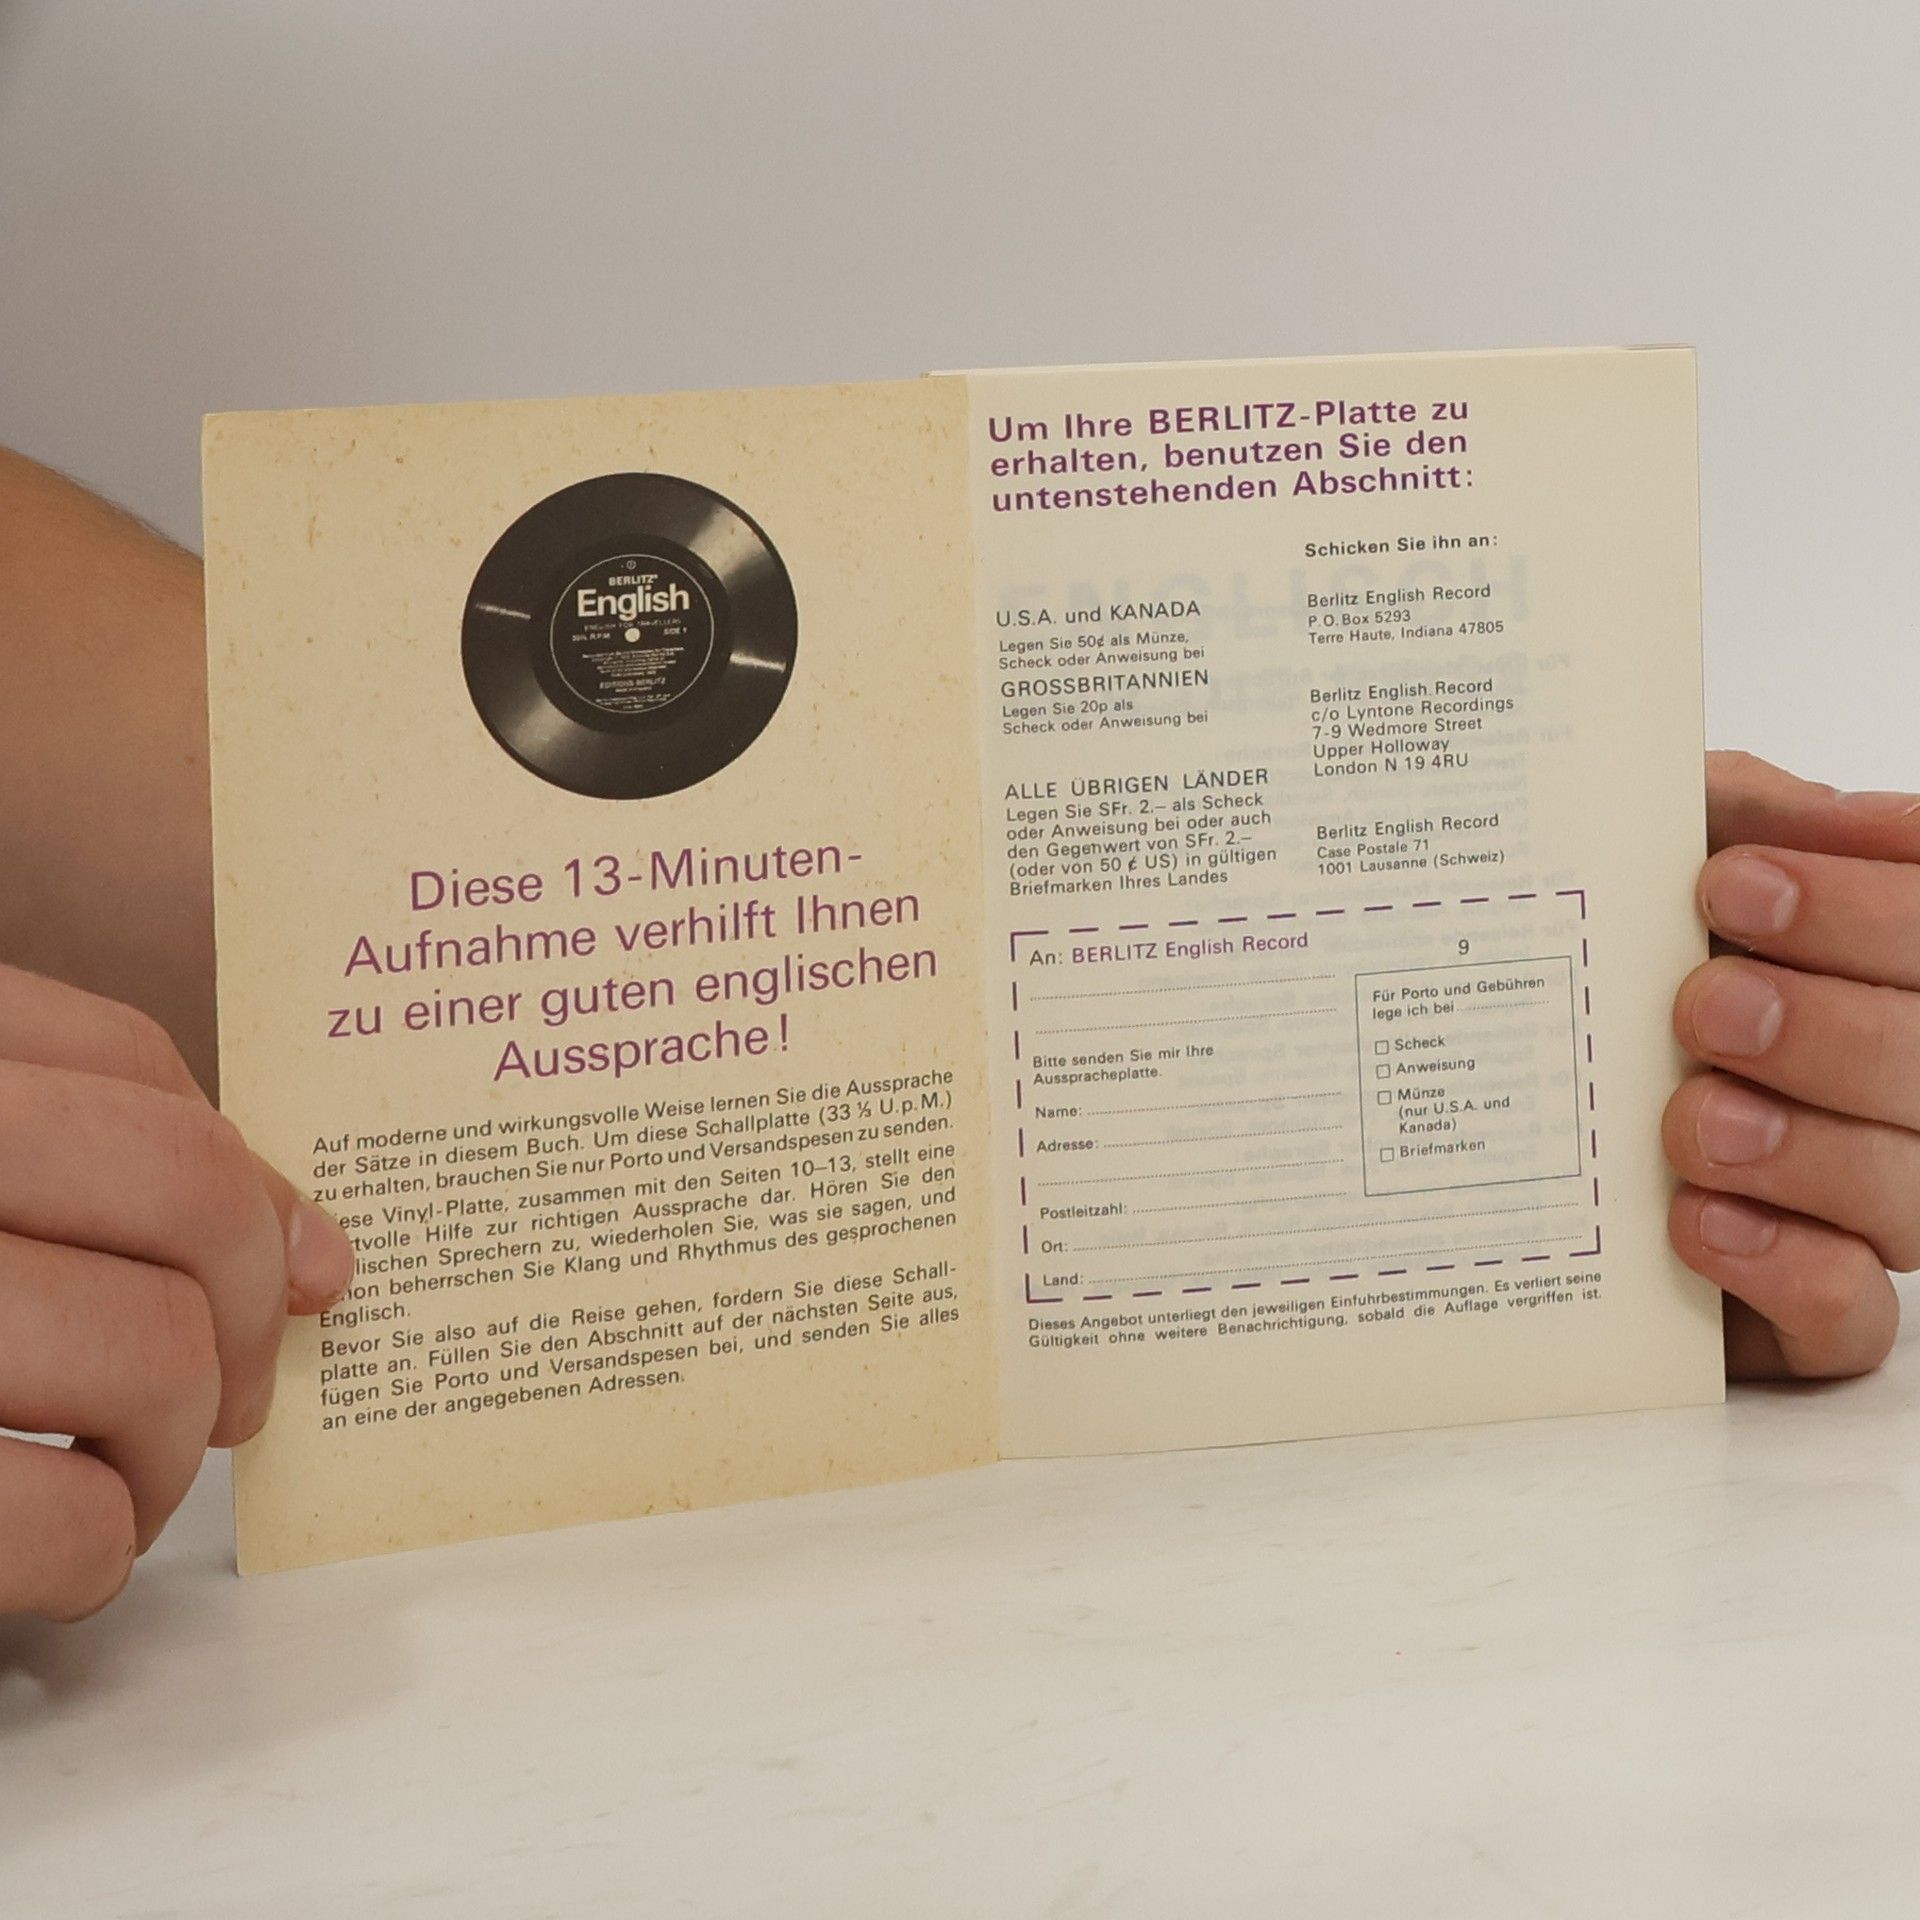 BERLITZ
English
ENGLISH FOR TRAVELLERS
33⅓ R.P.M.
SIDE 1
EDITIONS BERLITZ
Diese 13-Minuten-
Aufnahme verhilft Ihnen
zu einer guten englischen
Aussprache!
Auf moderne und wirkungsvolle Weise lernen Sie die Aussprache
der Sätze in diesem Buch. Um diese Schallplatte (33 ⅓ U.p.M.)
zu erhalten, brauchen Sie nur Porto und Versandspesen zu senden.
Vinyl-Platte, zusammen mit den Seiten 10–13, stellt eine
Hilfe zur richtigen Aussprache dar. Hören Sie den
Sprechern zu, wiederholen Sie, was sie sagen, und
beherrschen Sie Klang und Rhythmus des gesprochenen
Englisch.
Bevor Sie also auf die Reise gehen, fordern Sie diese Schall-
platte an. Füllen Sie den Abschnitt auf der nächsten Seite aus,
fügen Sie Porto und Versandspesen bei, und senden Sie alles
an eine der angegebenen Adressen.
Um Ihre BERLITZ-Platte zu
erhalten, benutzen Sie den
untenstehenden Abschnitt:
Schicken Sie ihn an:
U.S.A. und KANADA
Legen Sie 50¢ als Münze,
Scheck oder Anweisung bei
Berlitz English Record
P.O. Box 5293
Terre Haute, Indiana 47805
GROSSBRITANNIEN
Legen Sie 20p als
Scheck oder Anweisung bei
Berlitz English Record
c/o Lyntone Recordings
7-9 Wedmore Street
Upper Holloway
London N 19 4RU
ALLE ÜBRIGEN LÄNDER
Legen Sie SFr. 2.– als Scheck
oder Anweisung bei oder auch
den Gegenwert von SFr. 2.–
(oder von 50 ¢ US) in gültigen
Briefmarken Ihres Landes
Berlitz English Record
Case Postale 71
1001 Lausanne (Schweiz)
An: BERLITZ English Record
9
Bitte senden Sie mir Ihre
Ausspracheplatte.
Name:
Adresse:
Postleitzahl:
Ort:
Land:
Für Porto und Gebühren
lege ich bei
Scheck
Anweisung
Münze
(nur U.S.A. und
Kanada)
Briefmarken
Dieses Angebot unterliegt den jeweiligen Einfuhrbestimmungen. Es verliert seine
Gültigkeit ohne weitere Benachrichtigung, sobald die Auflage vergriffen ist.